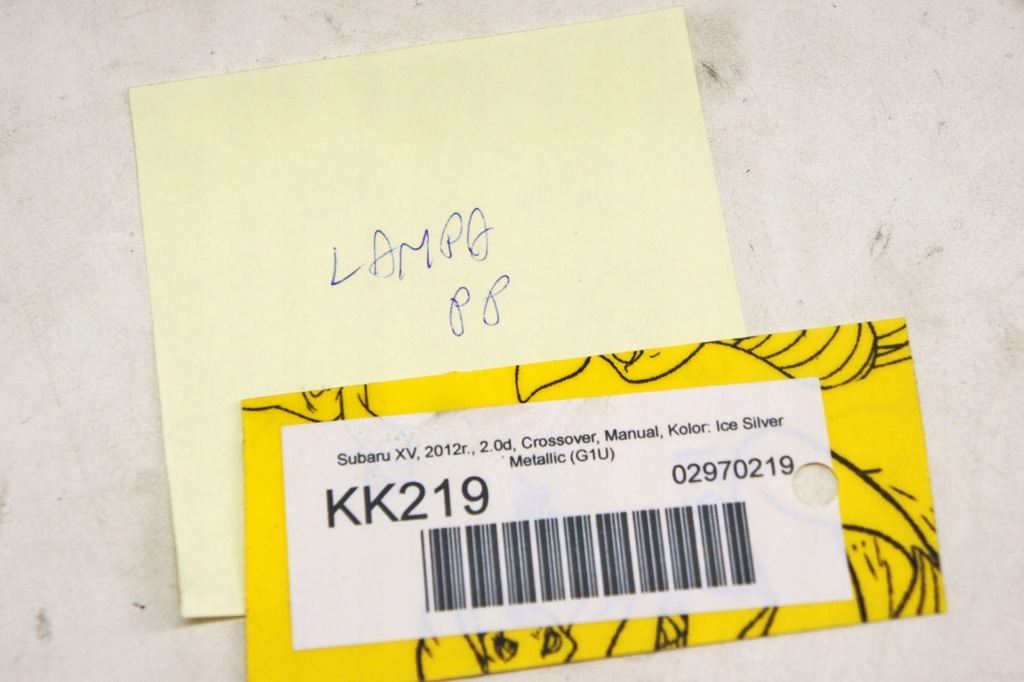 LAMPA
PP
Subaru XV, 2012r., 2.0d, Crossover, Manual, Kolor: Ice Silver
Metallic (G1U)
KK219
02970219